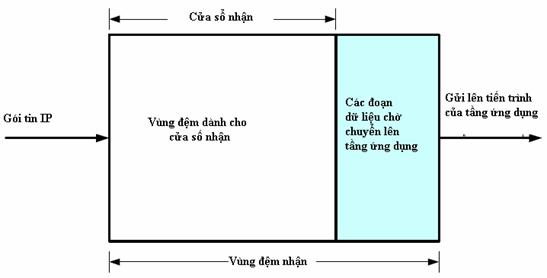 Cửa sổ nhận
Gói tin IP
Vùng đệm dành cho
cửa số nhận
Các đoạn
dữ liệu chờ
chuyển lên
tầng ứng dụng
Gửi lên tiến trình
của tầng ứng dụng
Vùng đệm nhận